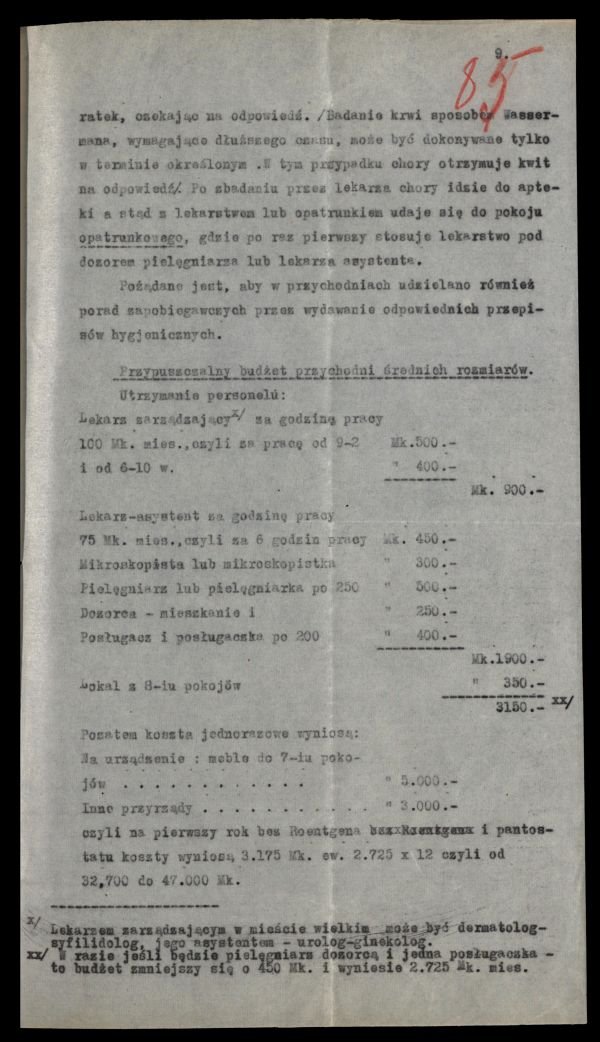 9.
85
ratek, czekając na odpowiedź. /Badanie krwi sposobem Wasser-
mana, wymagające dłuższego czasu, może być dokonywane tylko
w terminie określonym .W tym przypadku chory otrzymuje kwit
na odpowiedź/. Po zbadaniu przez lekarza chory idzie do apte-
ki a stąd z lekarstwem lub opatrunkiem udaje się do pokoju
opatrunkowego, gdzie po raz pierwszy stosuje lekarstwo pod
dozorem pielęgniarza lub lekarza asystenta.
Pożądane jest, aby w przychodniach udzielano również
porad zapobiegawczych przez wydawanie odpowiednich przepi-
sów hygjenicznych.
Przypuszczalny budżet przychodni średnich rozmiarów.
Utrzymanie personelu:
Lekarz zarządzający x/ za godzinę pracy
100 Mk. mies.,czyli za pracę od 9-2 Mk.500.-
i od 6-10 w. " 400.-
Mk. 900.-
Lekarz-asystent za godzinę pracy
75 Mk. mies.,czyli za 6 godzin pracy Mk. 450.-
Mikroskopista lub mikroskopistka " 300.-
Pielęgniarz lub pielęgniarka po 250 " 500.-
Dozorca - mieszkanie i " 250.-
Posługacz i posługaczka po 200 " 400.-
Mk.1900.-
Lokal z 8-iu pokojów " 350.-
3150.- xx/
Pozatem koszta jednorazowe wyniosą:
Na urządzenie : meble do 7-iu poko-
jów . . . . . . . . . . . . " 5.000.-
Inne przyrządy . . . . . . . . . . . " 3.000.-
czyli na pierwszy rok bez Roentgena i pantos-
tatu koszty wyniosą 3.175 Mk. ew. 2.725 x 12 czyli od
32,700 do 47.000 Mk.
x/ Lekarzem zarządzającym w mieście wielkim może być dermatolog-
syfilidolog, jego asystentem - urolog-ginekolog.
xx/ W razie jeśli będzie pielęgniarz dozorcą i jedna posługaczka -
to budżet zmniejszy się o 450 Mk. i wyniesie 2.725 Mk. mies.